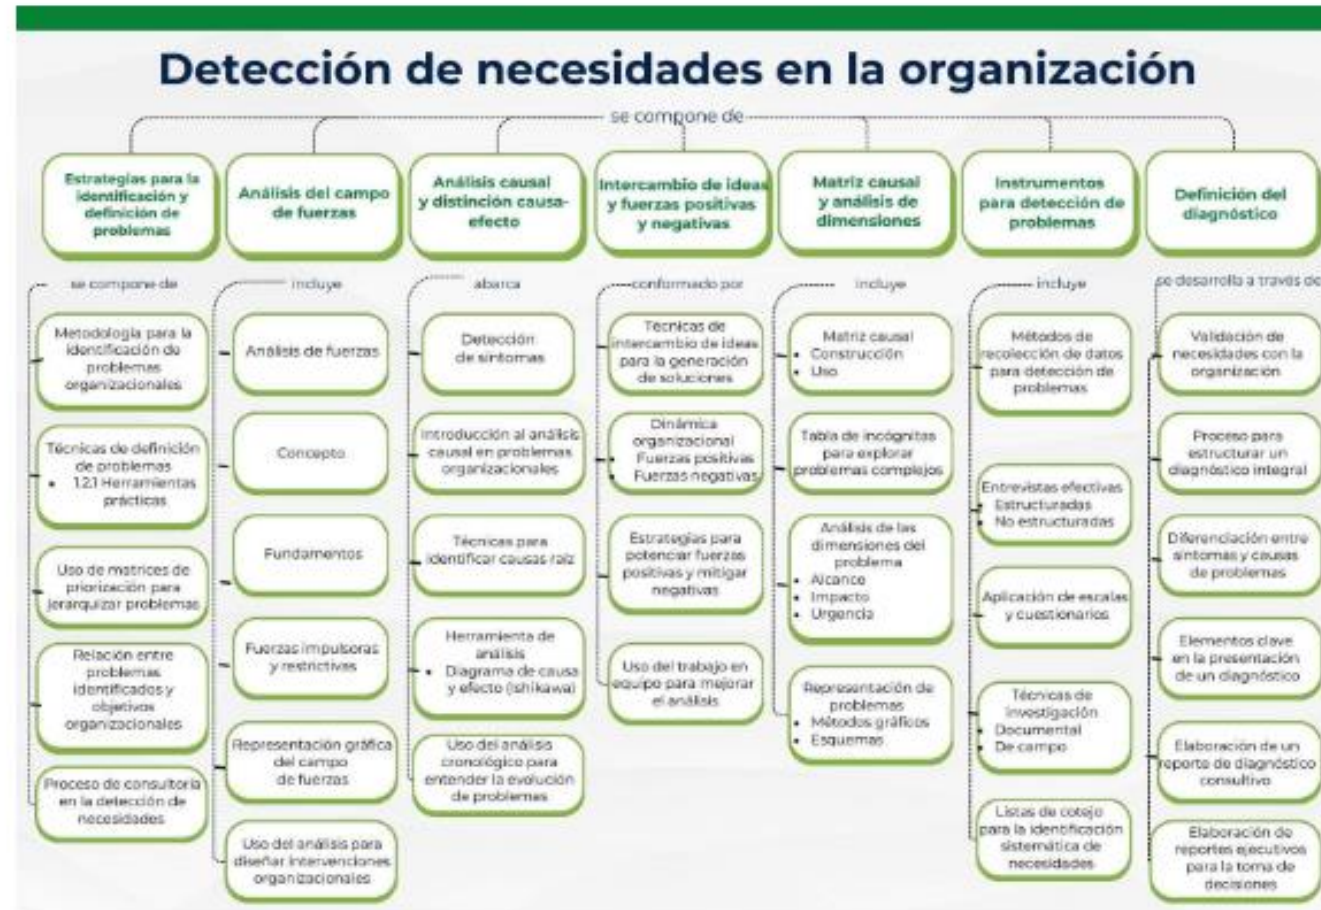 Detección de necesidades en la organización
se compone de
Estrategias para la
identificación y
definición de
problemas
se compone de
Metodología para la
identificación de
problemas
organizacionales
Técnicas de definición
de problemas
• 1.2.1 Herramientas
prácticas
Uso de matrices de
priorización para
jerarquizar problemas
Relación entre
problemas
identificados y
objetivos
organizacionales
Proceso de consultoría
en la detección de
necesidades
Análisis del campo
de fuerzas
incluye
Análisis de fuerzas
Concepto
Fundamentos
Fuerzas impulsoras
y restrictivas
Representación gráfica
del campo
de fuerzas
Uso del análisis para
diseñar intervenciones
organizacionales
Análisis causal
y distinción causa-
efecto
abarca
Detección
de síntomas
Introducción al análisis
causal en problemas
organizacionales
Técnicas para
identificar causas raíz
Herramienta de
análisis
• Diagrama de causa
y efecto (Ishikawa)
Uso del análisis
cronológico para
entender la evolución
de problemas
Intercambio de ideas
y fuerzas positivas
y negativas
conformado por
Técnicas de
intercambio de ideas
para la generación
de soluciones
Dinámica
organizacional
• Fuerzas positivas
• Fuerzas negativas
Estrategias para
potenciar fuerzas
positivas y mitigar
negativas
Uso del trabajo en
equipo para mejorar
el análisis
Matriz causal
y análisis de
dimensiones
incluye
Matriz causal
• Construcción
• Uso
Tabla de incógnitas
para explorar
problemas complejos
Análisis de las
dimensiones del
problema
• Alcance
• Impacto
• Urgencia
Representación de
problemas
• Métodos gráficos
• Esquemas
Instrumentos
para detección de
problemas
incluye
Métodos de
recolección de datos
para detección de
problemas
Entrevistas efectivas
• Estructuradas
• No estructuradas
Aplicación de escalas
y cuestionarios
Técnicas de
investigación
• Documental
• De campo
Listas de cotejo
para la identificación
sistemática de
necesidades
Definición del
diagnóstico
se desarrolla a través de
Validación de
necesidades con la
organización
Proceso para
estructurar un
diagnóstico integral
Diferenciación entre
síntomas y causas
de problemas
Elementos clave
en la presentación
de un diagnóstico
Elaboración de un
reporte de diagnóstico
consultivo
Elaboración de
reportes ejecutivos
para la toma de
decisiones